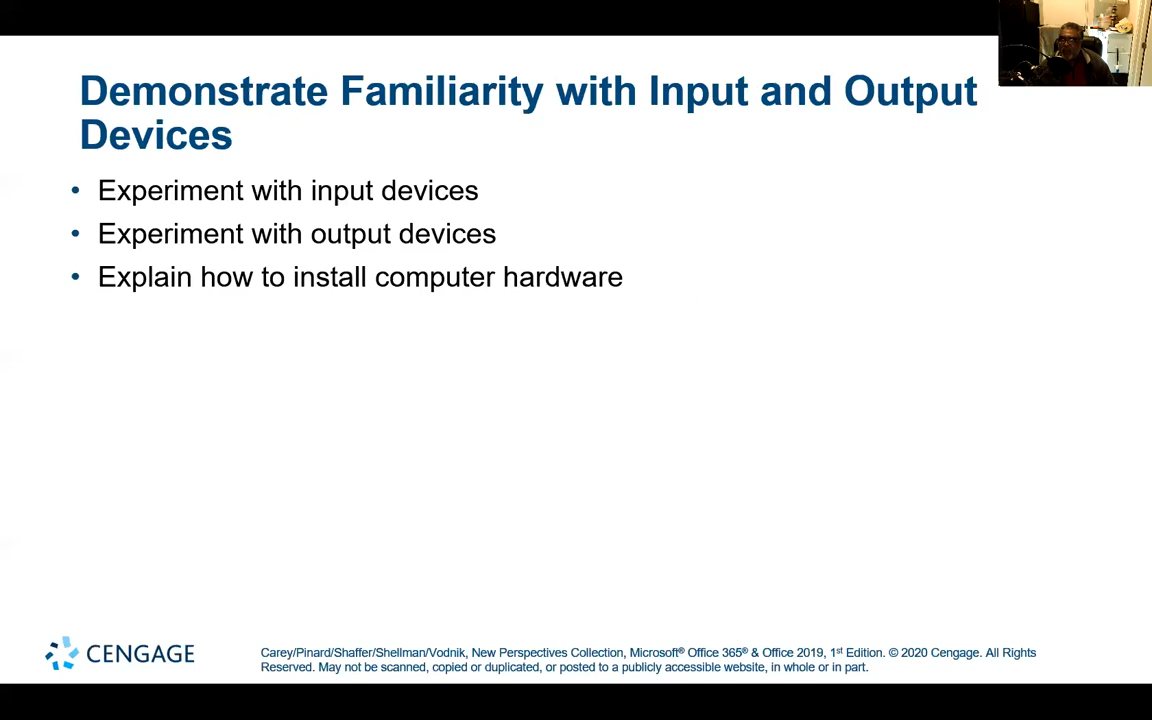 Demonstrate Familiarity with Input and Output
Devices
• Experiment with input devices
• Experiment with output devices
• Explain how to install computer hardware
CENGAGE
Carey/Pinard/Shaffer/Shellman/Vodnik, New Perspectives Collection, Microsoft® Office 365® & Office 2019, 1st Edition. © 2020 Cengage. All Rights
Reserved. May not be scanned, copied or duplicated, or posted to a publicly accessible website, in whole or in part.